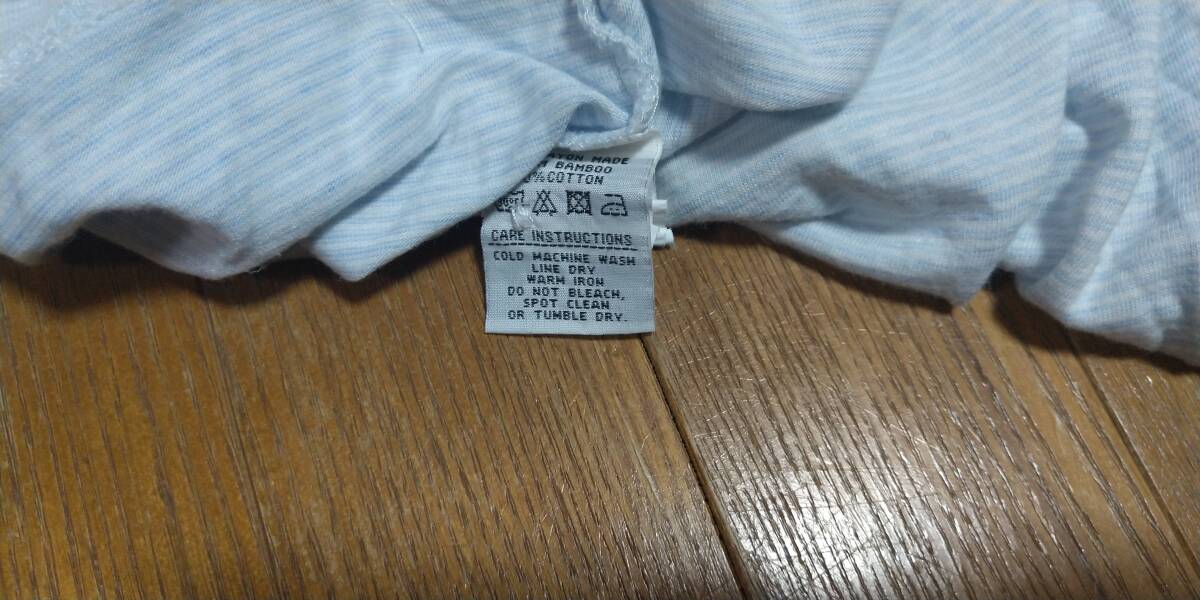 MADE
BAMBOO
%COTTON
CARE INSTRUCTIONS
COLD MACHINE WASH
LINE DRY
WARM IRON
DO NOT BLEACH,
SPOT CLEAN
OR TUMBLE DRY.